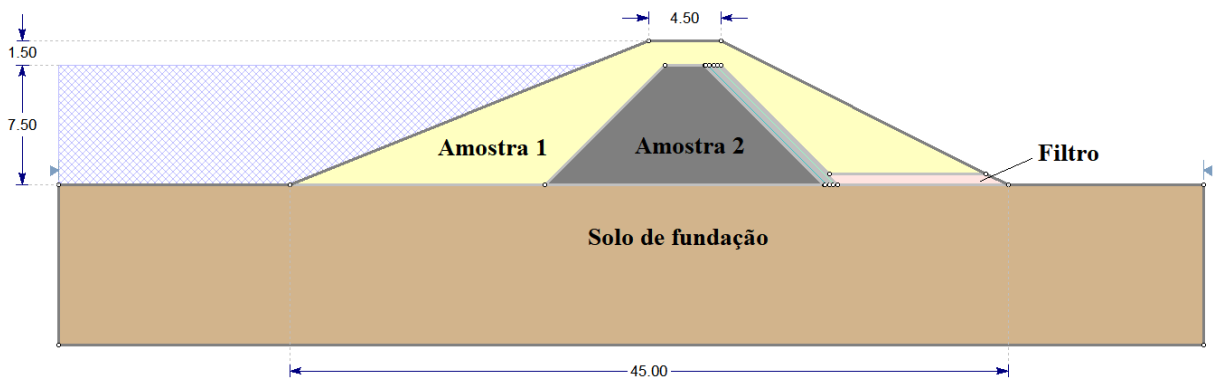 4.50
1.50
7.50
Amostra 1
Amostra 2
Filtro
Solo de fundação
45.00